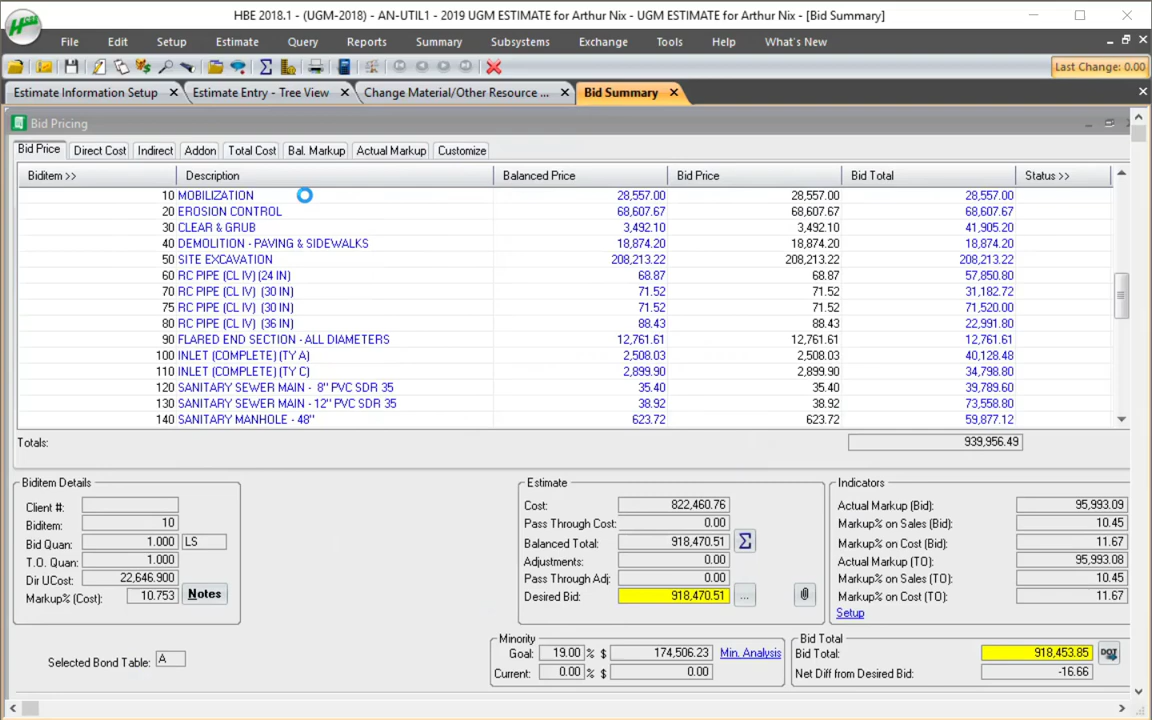 HBE 2018.1 - (UGM-2018) - AN-UTIL1 - 2019 UGM ESTIMATE for Arthur Nix - UGM ESTIMATE for Arthur Nix - [Bid Summary]
File Edit Setup Estimate Query Reports Summary Subsystems Exchange Tools Help What's New
Last Change: 0.00
Estimate Information Setup Estimate Entry - Tree View Change Material/Other Resource ... Bid Summary
Bid Pricing
Bid Price Direct Cost Indirect Addon Total Cost Bal. Markup Actual Markup Customize
Biditem >> Description Balanced Price Bid Price Bid Total Status >>
10 MOBILIZATION 28,557.00 28,557.00 28,557.00
20 EROSION CONTROL 68,607.67 68,607.67 68,607.67
30 CLEAR & GRUB 3,492.10 3,492.10 41,905.20
40 DEMOLITION - PAVING & SIDEWALKS 18,874.20 18,874.20 18,874.20
50 SITE EXCAVATION 208,213.22 208,213.22 208,213.22
60 RC PIPE (CL IV) (24 IN) 68.87 68.87 57,850.80
70 RC PIPE (CL IV) (30 IN) 71.52 71.52 31,182.72
75 RC PIPE (CL IV) (30 IN) 71.52 71.52 71,520.00
80 RC PIPE (CL IV) (36 IN) 88.43 88.43 22,991.80
90 FLARED END SECTION - ALL DIAMETERS 12,761.61 12,761.61 12,761.61
100 INLET (COMPLETE) (TY A) 2,508.03 2,508.03 40,128.48
110 INLET (COMPLETE) (TY C) 2,899.90 2,899.90 34,798.80
120 SANITARY SEWER MAIN - 8" PVC SDR 35 35.40 35.40 39,789.60
130 SANITARY SEWER MAIN - 12" PVC SDR 35 38.92 38.92 73,558.80
140 SANITARY MANHOLE - 48" 623.72 623.72 59,877.12
Totals: 939,956.49
Biditem Details
Client #:
Biditem: 10
Bid Quan: 1.000 LS
T.O. Quan: 1.000
Dir UCost: 22,646.900
Markup% (Cost): 10.753 Notes
Selected Bond Table: A
Estimate
Cost: 822,460.76
Pass Through Cost: 0.00
Balanced Total: 918,470.51 Σ
Adjustments: 0.00
Pass Through Adj: 0.00
Desired Bid: 918,470.51 ...
Indicators
Actual Markup (Bid): 95,993.09
Markup% on Sales (Bid): 10.45
Markup% on Cost (Bid): 11.67
Actual Markup (TO): 95,993.08
Markup% on Sales (TO): 10.45
Markup% on Cost (TO): 11.67
Setup
Minority
Goal: 19.00 % $ 174,506.23 Min. Analysis
Current: 0.00 % $ 0.00
Bid Total
Bid Total: 918,453.85 DOT
Net Diff from Desired Bid: -16.66